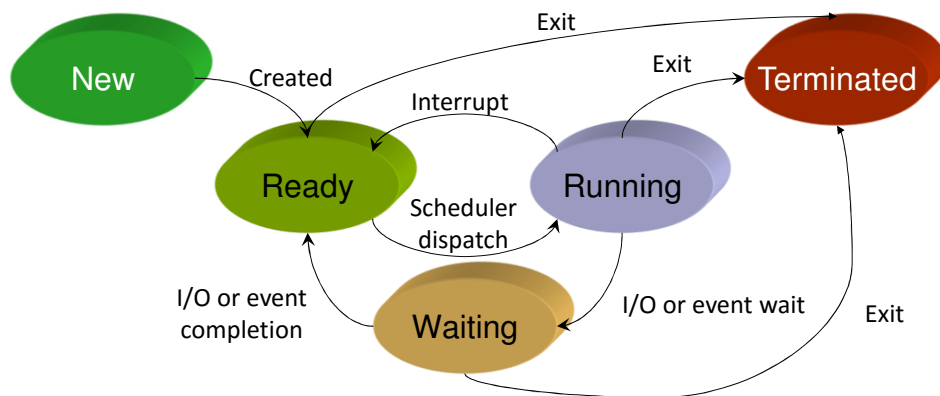 Exit
New
Created
Exit
Terminated
Interrupt
Ready
Running
Scheduler
dispatch
I/O or event
completion
Waiting
I/O or event wait
Exit